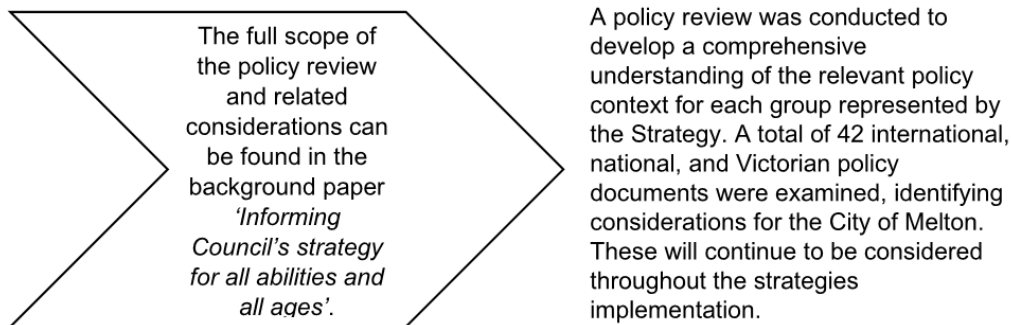 The full scope of
the policy review
and related
considerations can
be found in the
background paper
‘Informing
Council’s strategy
for all abilities and
all ages’.
A policy review was conducted to
develop a comprehensive
understanding of the relevant policy
context for each group represented by
the Strategy. A total of 42 international,
national, and Victorian policy
documents were examined, identifying
considerations for the City of Melton.
These will continue to be considered
throughout the strategies
implementation.